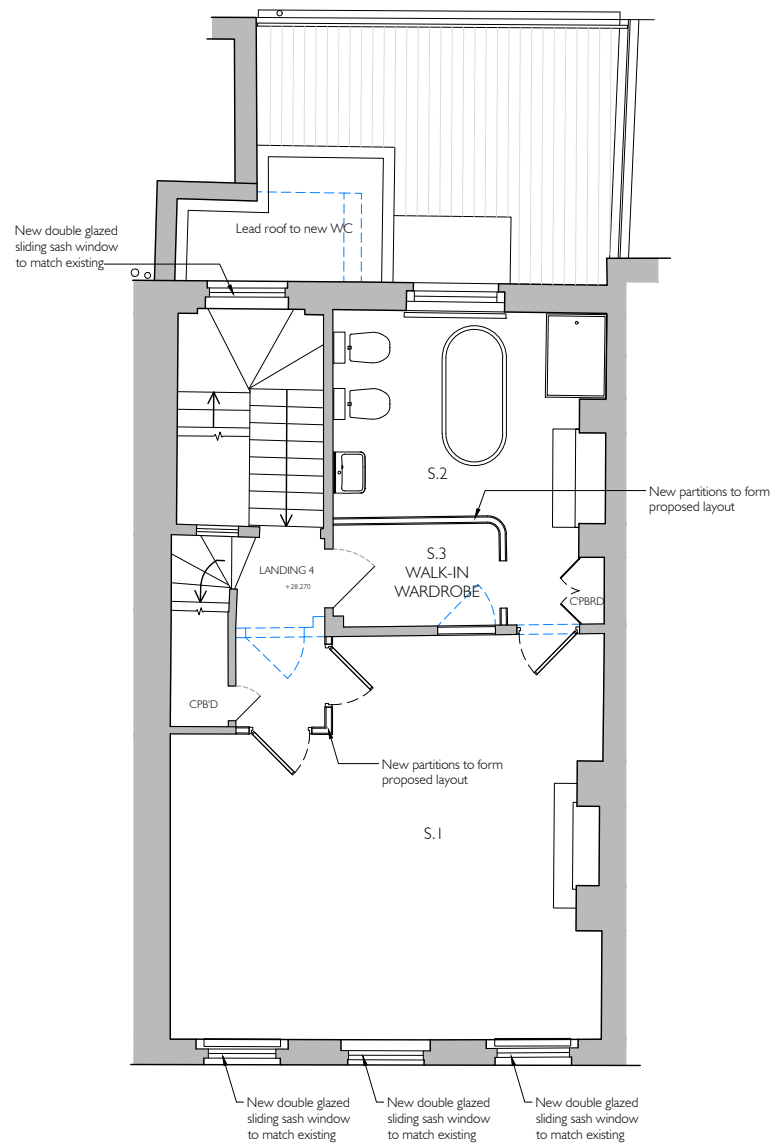 Lead roof to new WC
New double glazed
sliding sash window
to match existing
S.2
New partitions to form
proposed layout
S.3
WALK-IN
WARDROBE
LANDING 4
+28.270
C'PBRD
CPB'D
New partitions to form
proposed layout
S.1
New double glazed
sliding sash window
to match existing
New double glazed
sliding sash window
to match existing
New double glazed
sliding sash window
to match existing